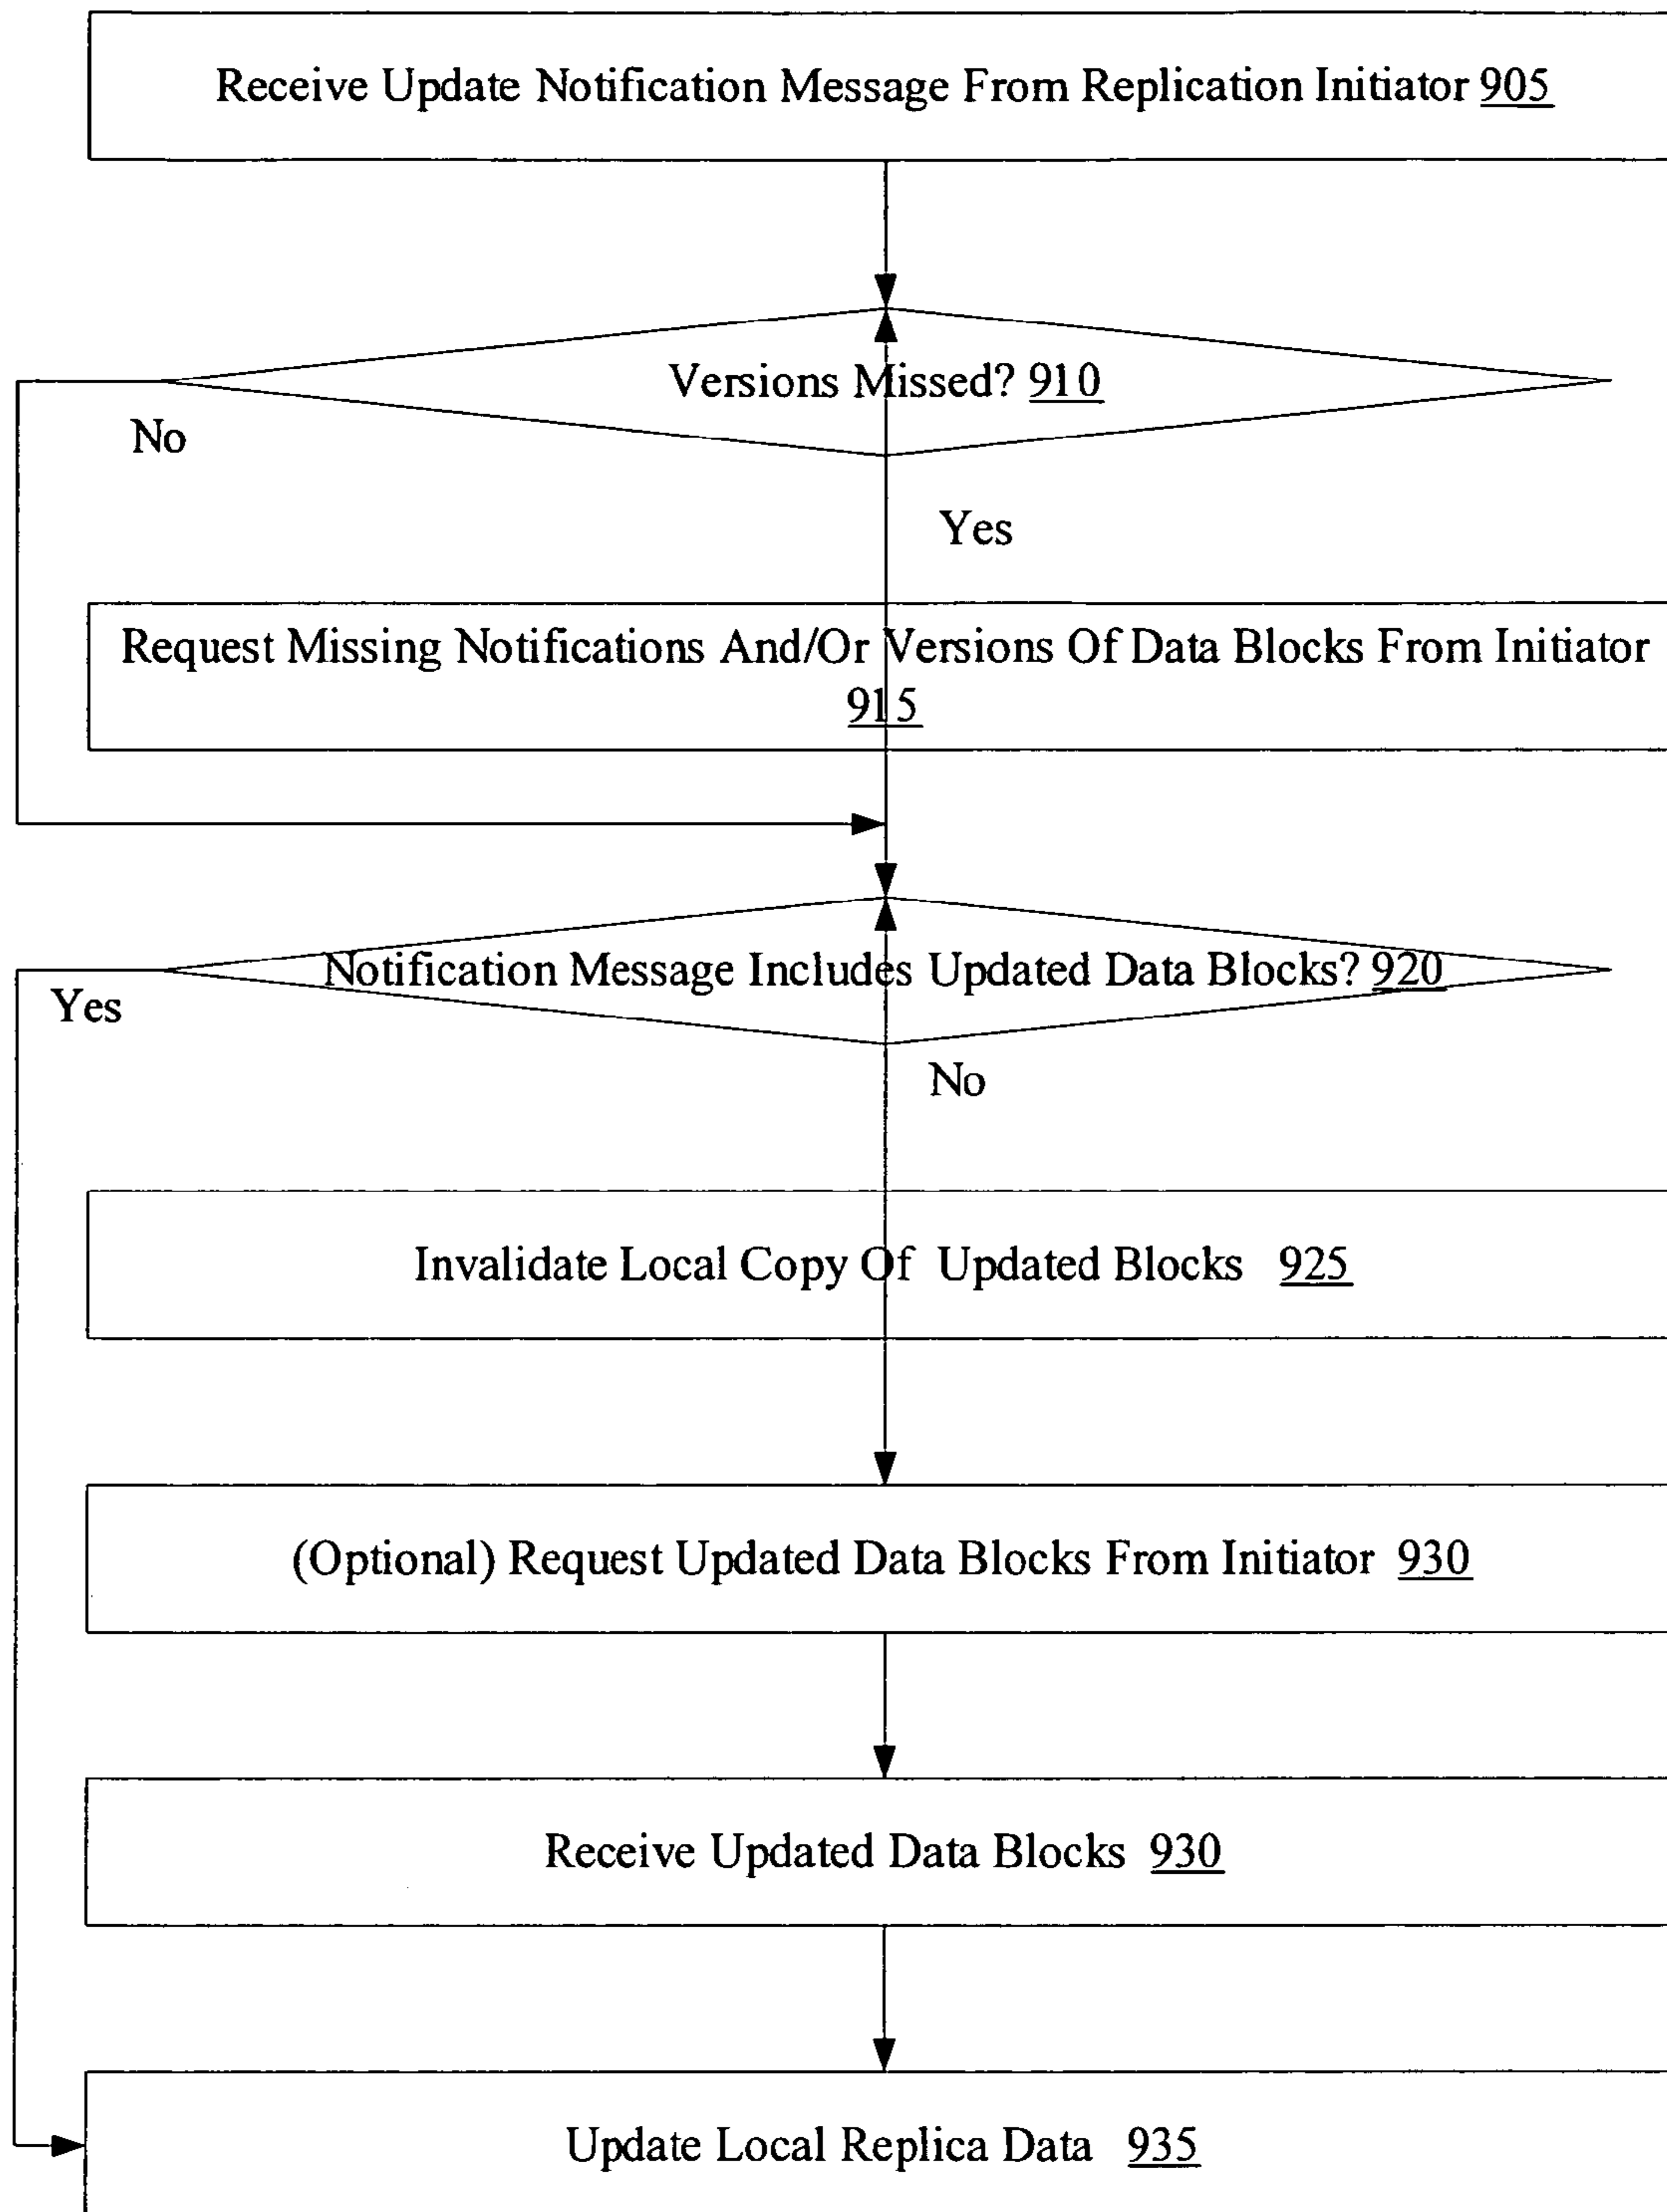 Receive Update Notification Message From Replication Initiator 905
Versions Missed? 910
No
Yes
Request Missing Notifications And/Or Versions Of Data Blocks From Initiator
915
Notification Message Includes Updated Data Blocks? 920
Yes
No
Invalidate Local Copy Of Updated Blocks 925
(Optional) Request Updated Data Blocks From Initiator 930
Receive Updated Data Blocks 930
Update Local Replica Data 935